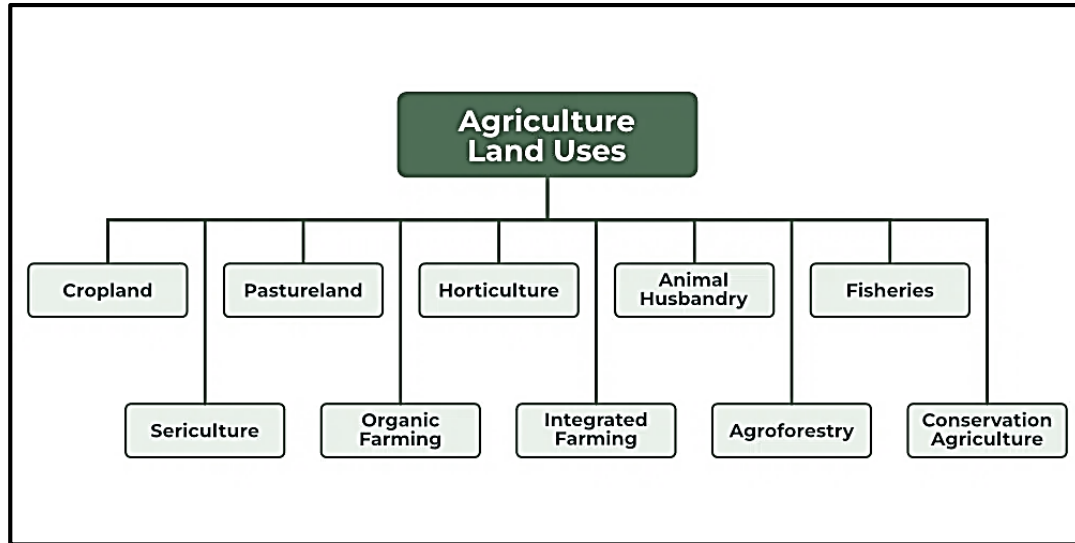 Agriculture
Land Uses
Cropland
Pastureland
Horticulture
Animal
Husbandry
Fisheries
Sericulture
Organic
Farming
Integrated
Farming
Agroforestry
Conservation
Agriculture